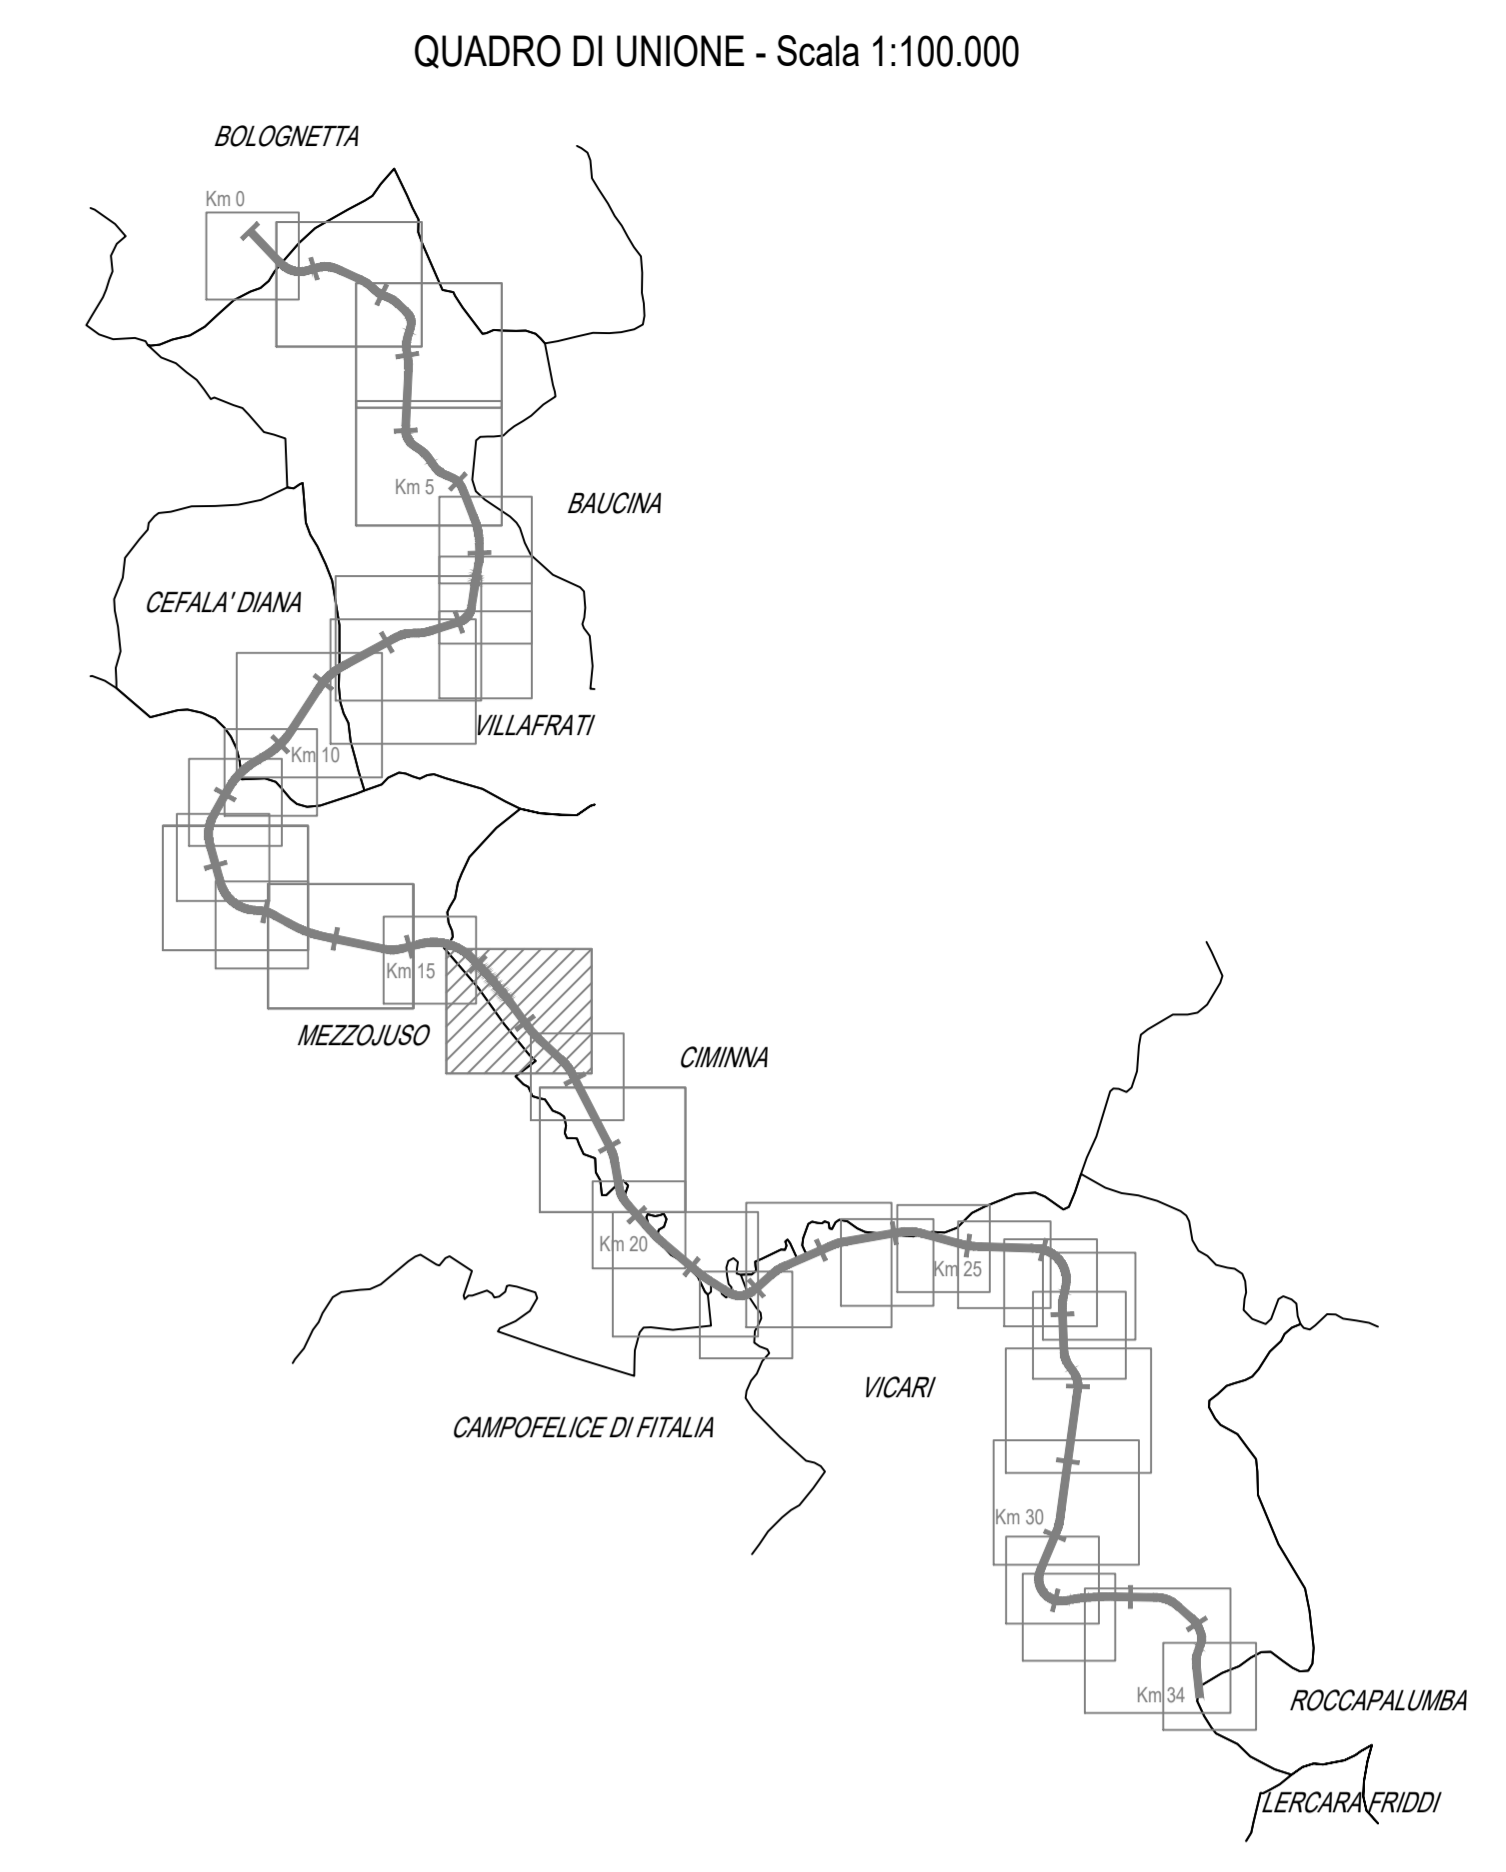 QUADRO DI UNIONE - Scala 1:100.000
BOLOGNETTA
Km 0
Km 5
BAUCINA
CEFALA' DIANA
VILLAFRATI
Km 10
Km 15
MEZZOJUSO
CIMINNA
Km 20
Km 25
VICARI
CAMPOFELICE DI FITALIA
Km 30
Km 34
ROCCAPALUMBA
LERCARA FRIDDI